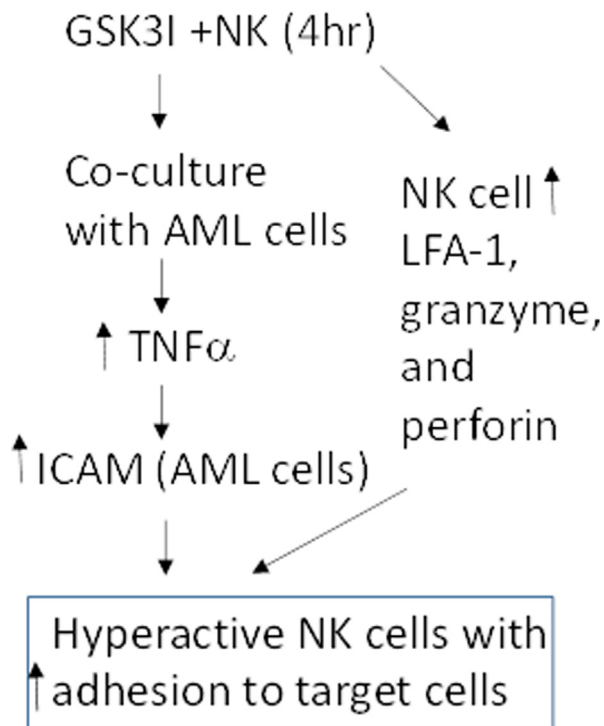 GSK3I +NK (4hr)
Co-culture
with AML cells
↑ TNFα
↑ICAM (AML cells)
NK cell ↑
LFA-1,
granzyme,
and
perforin
Hyperactive NK cells with
↑ adhesion to target cells